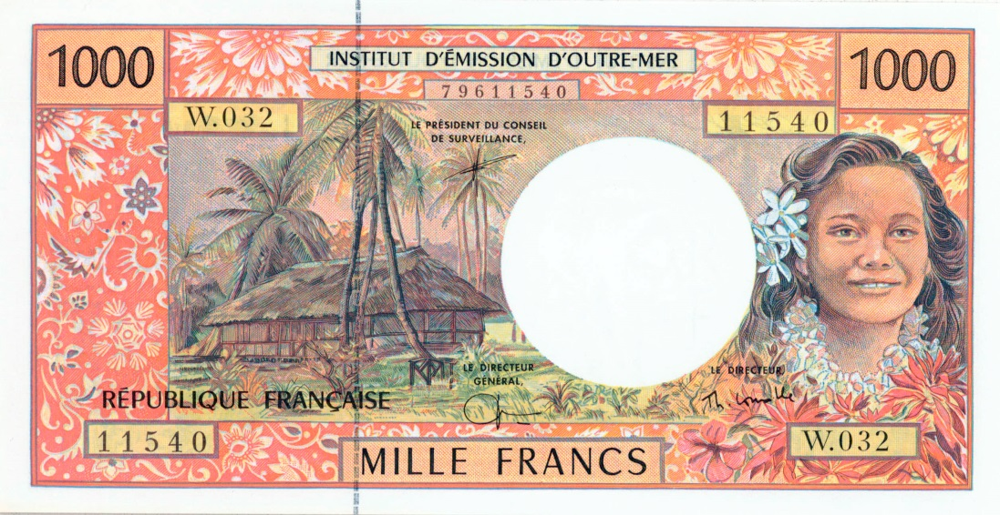 1000
INSTITUT D'ÉMISSION D'OUTRE-MER
1000
79611540
W.032
11540
LE PRÉSIDENT DU CONSEIL
DE SURVEILLANCE,
LE DIRECTEUR
GÉNÉRAL,
LE DIRECTEUR,
RÉPUBLIQUE FRANÇAISE
11540
MILLE FRANCS
W.032